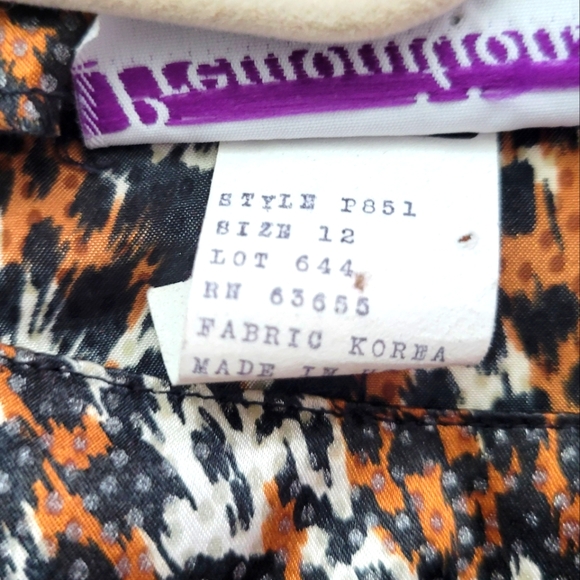 STYLE P851
SIZE 12
LOT 644
RN 63655
FABRIC KOREA
MADE IN